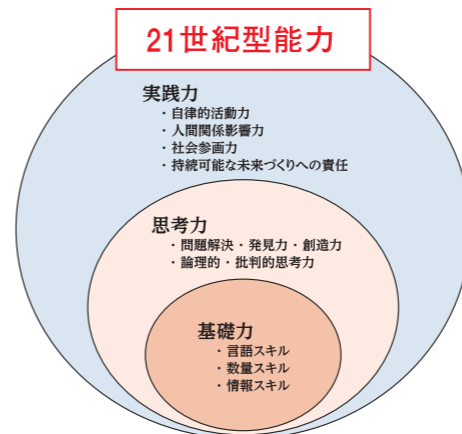 21世紀型能力
実践力
・自律的活動力
・人間関係影響力
・社会参画力
・持続可能な未来づくりへの責任
思考力
・問題解決・発見力・創造力
・論理的・批判的思考力
基礎力
・言語スキル
・数量スキル
・情報スキル